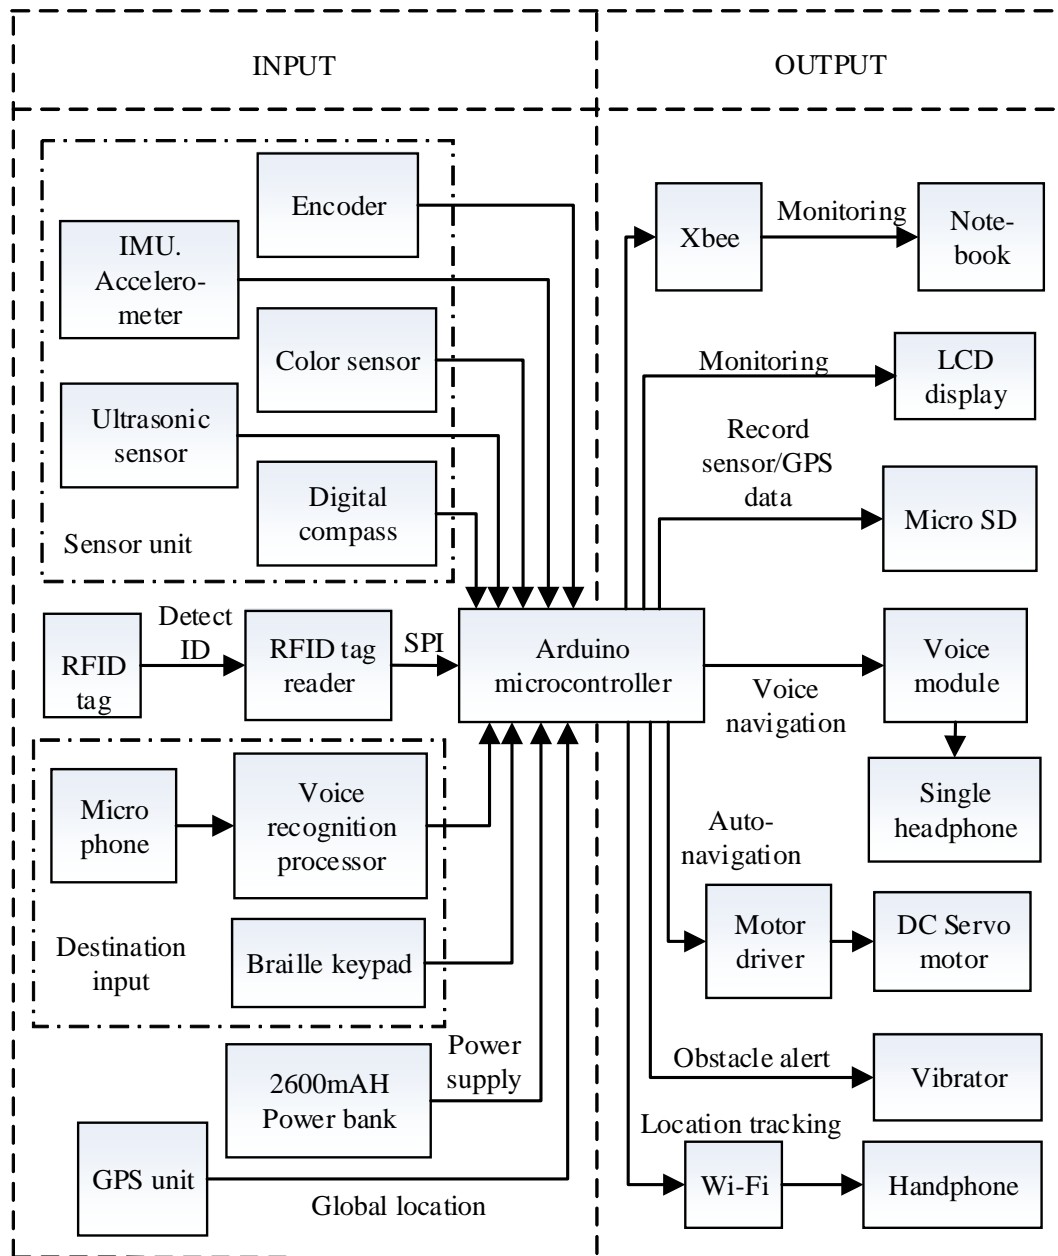 INPUT
OUTPUT
Encoder
IMU.
Accelero-
meter
Color sensor
Ultrasonic
sensor
Digital
compass
Sensor unit
RFID
tag
Detect
ID
RFID tag
reader
SPI
Arduino
microcontroller
Micro
phone
Voice
recognition
processor
Braille keypad
Destination
input
2600mAH
Power bank
Power
supply
GPS unit
Global location
Xbee
Monitoring
Note-
book
Monitoring
LCD
display
Record
sensor/GPS
data
Micro SD
Voice
navigation
Voice
module
Single
headphone
Auto-
navigation
Motor
driver
DC Servo
motor
Obstacle alert
Vibrator
Location tracking
Wi-Fi
Handphone